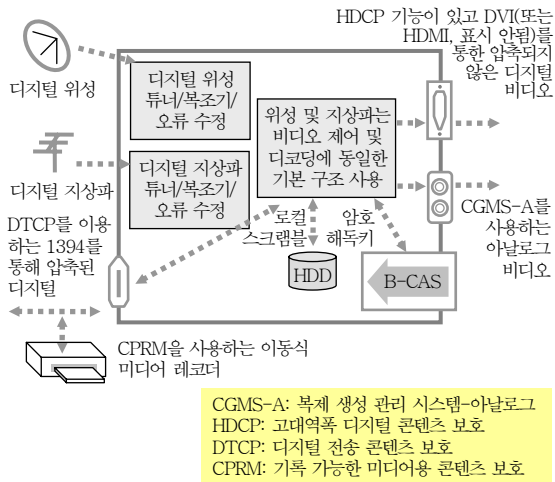 HDCP 기능이 있고 DVI(또는
HDMI, 표시 안됨)를
통한 압축되지
않은 디지털
비디오
디지털 위성
디지털 위성
튜너/복조기/
오류 수정
위성 및 지상파는
비디오 제어 및
디코딩에 동일한
기본 구조 사용
디지털 지상파
디지털 지상파
튜너/복조기/
오류 수정
CGMS-A를
사용하는
아날로그
비디오
DTCP를 이용
하는 1394를
통해 압축된
디지털
로컬
스크램블
암호
해독키
HDD
B-CAS
CPRM을 사용하는 이동식
미디어 레코더
CGMS-A: 복제 생성 관리 시스템-아날로그
HDCP: 고대역폭 디지털 콘텐츠 보호
DTCP: 디지털 전송 콘텐츠 보호
CPRM: 기록 가능한 미디어용 콘텐츠 보호